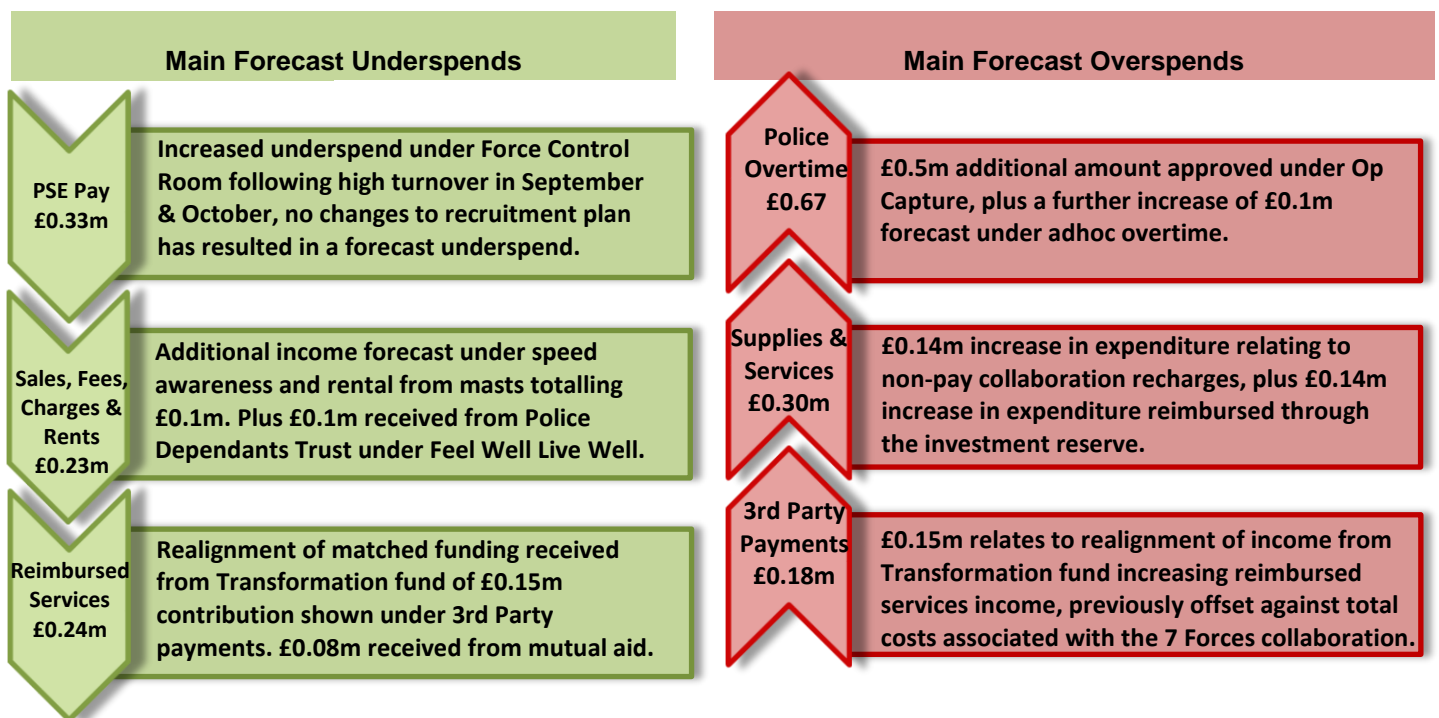 Main Forecast Underspends
PSE Pay
£0.33m
Increased underspend under Force Control
Room following high turnover in September
& October, no changes to recruitment plan
has resulted in a forecast underspend.
Sales, Fees,
Charges &
Rents
£0.23m
Additional income forecast under speed
awareness and rental from masts totalling
£0.1m. Plus £0.1m received from Police
Dependants Trust under Feel Well Live Well.
Reimbursed
Services
£0.24m
Realignment of matched funding received
from Transformation fund of £0.15m
contribution shown under 3rd Party
payments. £0.08m received from mutual aid.
Main Forecast Overspends
Police
Overtime
£0.67
£0.5m additional amount approved under Op
Capture, plus a further increase of £0.1m
forecast under adhoc overtime.
Supplies &
Services
£0.30m
£0.14m increase in expenditure relating to
non-pay collaboration recharges, plus £0.14m
increase in expenditure reimbursed through
the investment reserve.
3rd Party
Payments
£0.18m
£0.15m relates to realignment of income from
Transformation fund increasing reimbursed
services income, previously offset against total
costs associated with the 7 Forces collaboration.